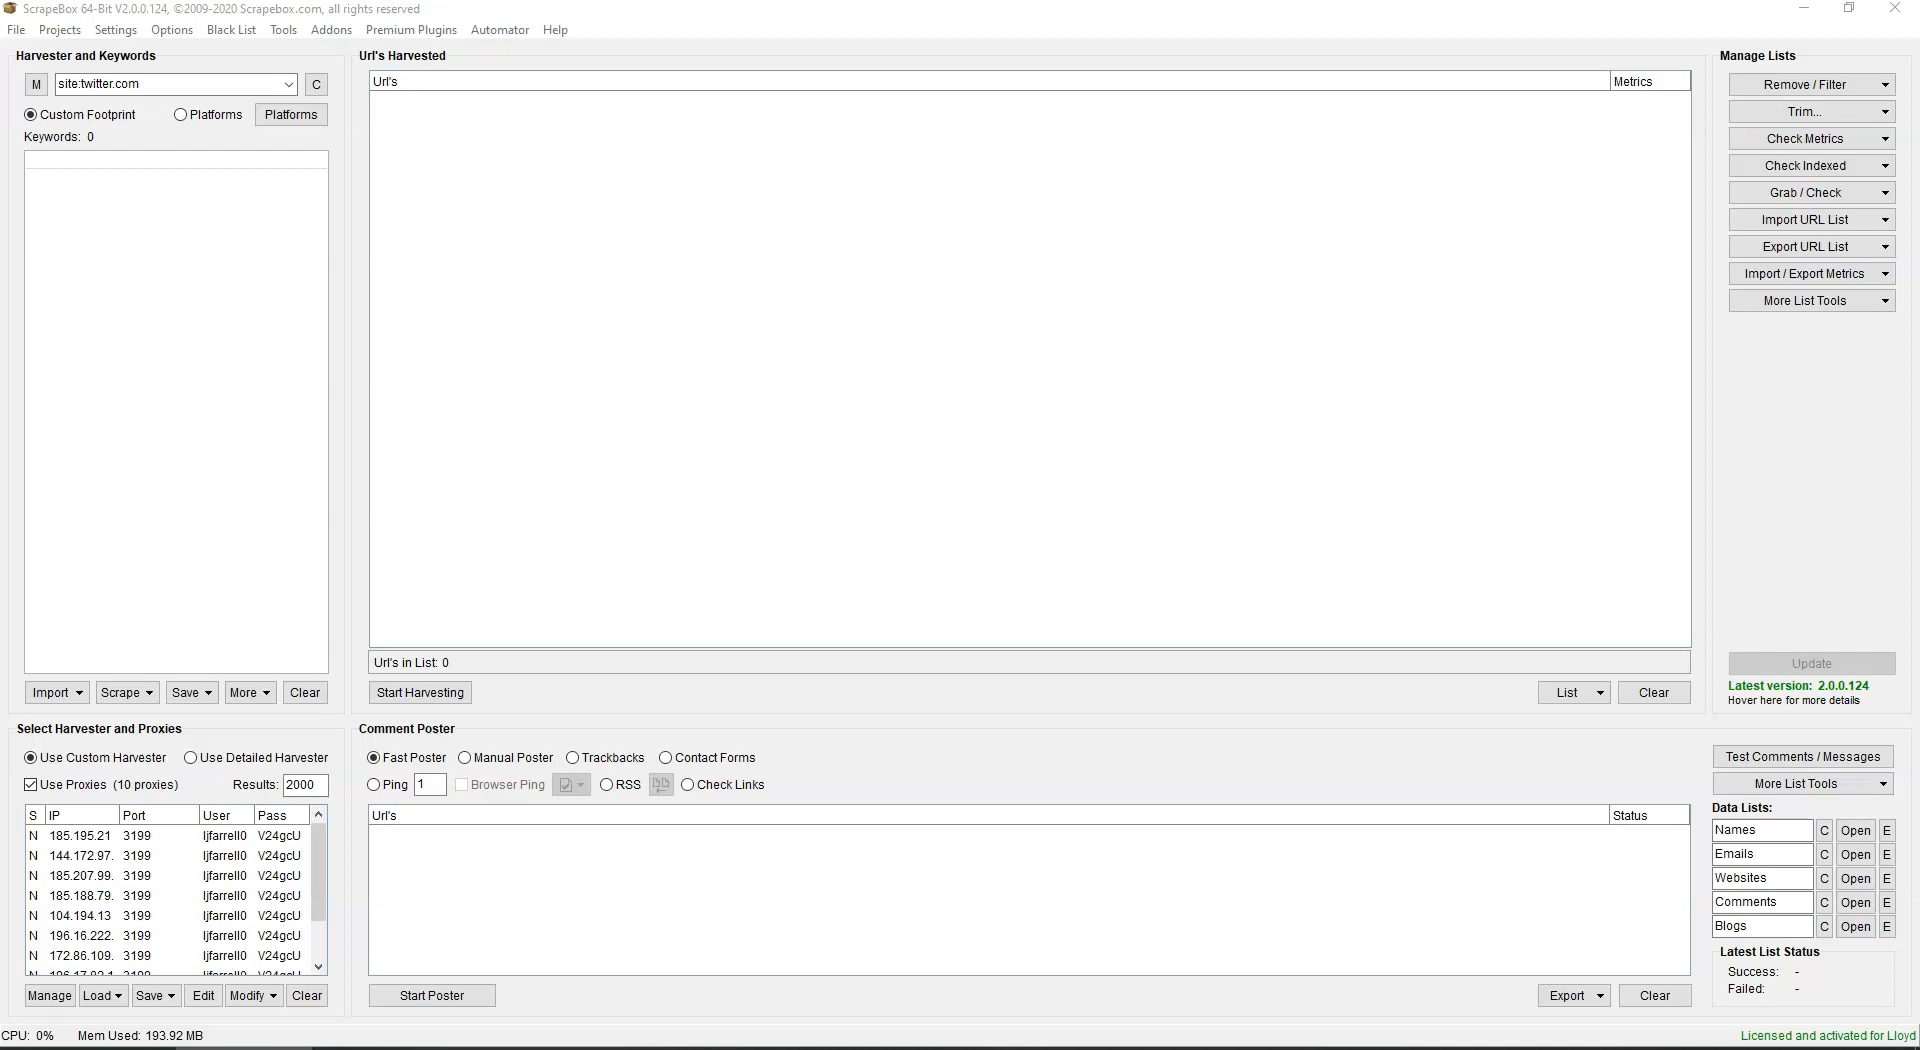 ScrapeBox 64-Bit V2.0.0.124, ©2009-2020 Scrapebox.com, all rights reserved
File Projects Settings Options Black List Tools Addons Premium Plugins Automator Help
Harvester and Keywords
M site:twitter.com C
Custom Footprint Platforms Platforms
Keywords: 0
Import Scrape Save More Clear
Url's Harvested
Url's Metrics
Url's in List: 0
Start Harvesting List Clear
Manage Lists
Remove / Filter
Trim...
Check Metrics
Check Indexed
Grab / Check
Import URL List
Export URL List
Import / Export Metrics
More List Tools
Update
Latest version: 2.0.0.124
Hover here for more details
Select Harvester and Proxies
Use Custom Harvester Use Detailed Harvester
Use Proxies (10 proxies) Results: 2000
S IP Port User Pass
N 185.195.21 3199 ljfarrell0 V24gcU
N 144.172.97. 3199 ljfarrell0 V24gcU
N 185.207.99. 3199 ljfarrell0 V24gcU
N 185.188.79. 3199 ljfarrell0 V24gcU
N 104.194.13 3199 ljfarrell0 V24gcU
N 196.16.222. 3199 ljfarrell0 V24gcU
N 172.86.109. 3199 ljfarrell0 V24gcU
Manage Load Save Edit Modify Clear
Comment Poster
Fast Poster Manual Poster Trackbacks Contact Forms
Ping 1 Browser Ping RSS Check Links
Url's Status
Start Poster Export Clear
Test Comments / Messages
More List Tools
Data Lists:
Names C Open E
Emails C Open E
Websites C Open E
Comments C Open E
Blogs C Open E
Latest List Status
Success: -
Failed: -
CPU: 0% Mem Used: 193.92 MB
Licensed and activated for Lloyd